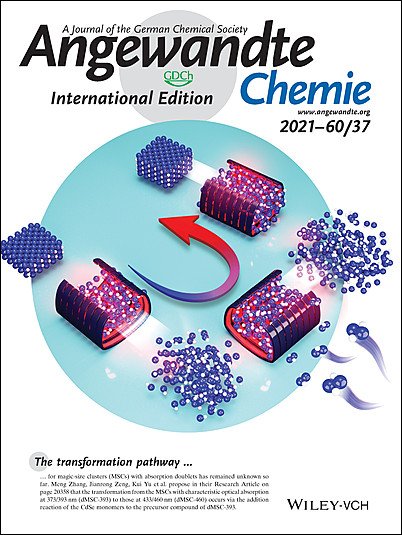 A Journal of the German Chemical Society
Angewandte
GDCh
International Edition
Chemie
www.angewandte.org
2021–60/37
The transformation pathway ...
... for magic-size clusters (MSCs) with absorption doublets has remained unknown so
far. Meng Zhang, Jianrong Zeng, Kui Yu et al. propose in their Research Article on
page 20358 that the transformation from the MSCs with characteristic optical absorption
at 373/393 nm (dMSC-393) to those at 433/460 nm (dMSC-460) occurs via the addition
reaction of the CdSe monomers to the precursor compound of dMSC-393.
WILEY-VCH